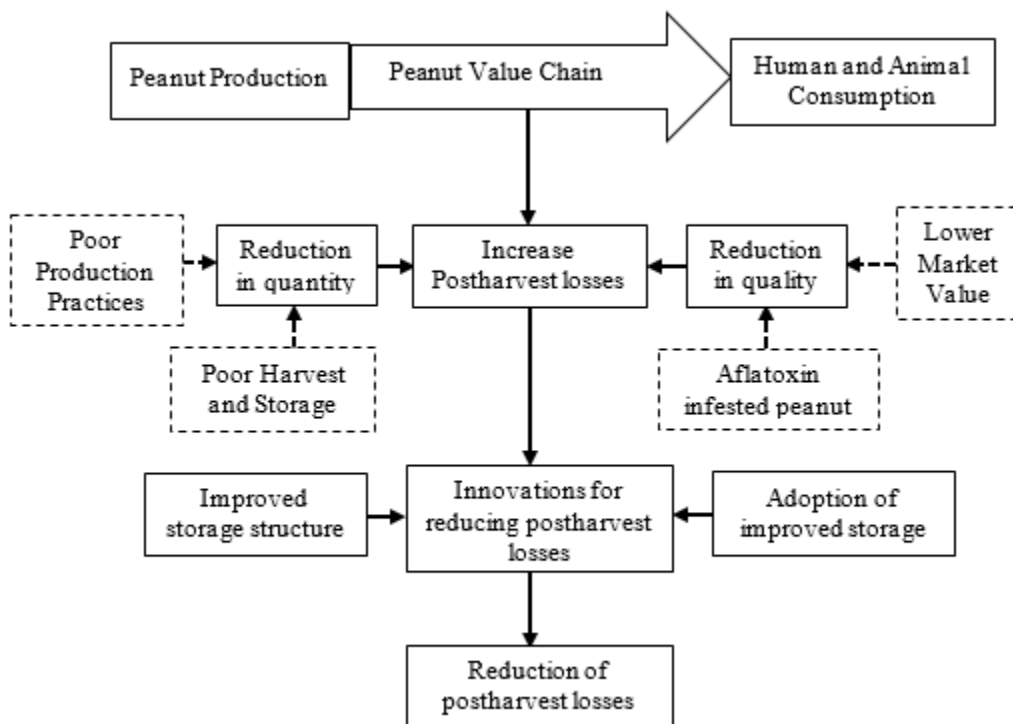 Peanut Production
Peanut Value Chain
Human and Animal
Consumption
Poor
Production
Practices
Reduction
in quantity
Increase
Postharvest losses
Reduction
in quality
Lower
Market
Value
Poor Harvest
and Storage
Aflatoxin
infested peanut
Improved
storage structure
Innovations for
reducing postharvest
losses
Adoption of
improved storage
Reduction of
postharvest losses